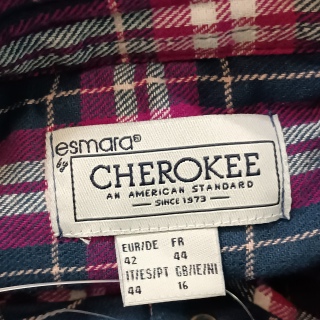 esmara®
by
CHEROKEE
AN AMERICAN STANDARD
SINCE 1973
EUR/DE FR
42 44
IT/ES/PT GB/IE/NI
44 16